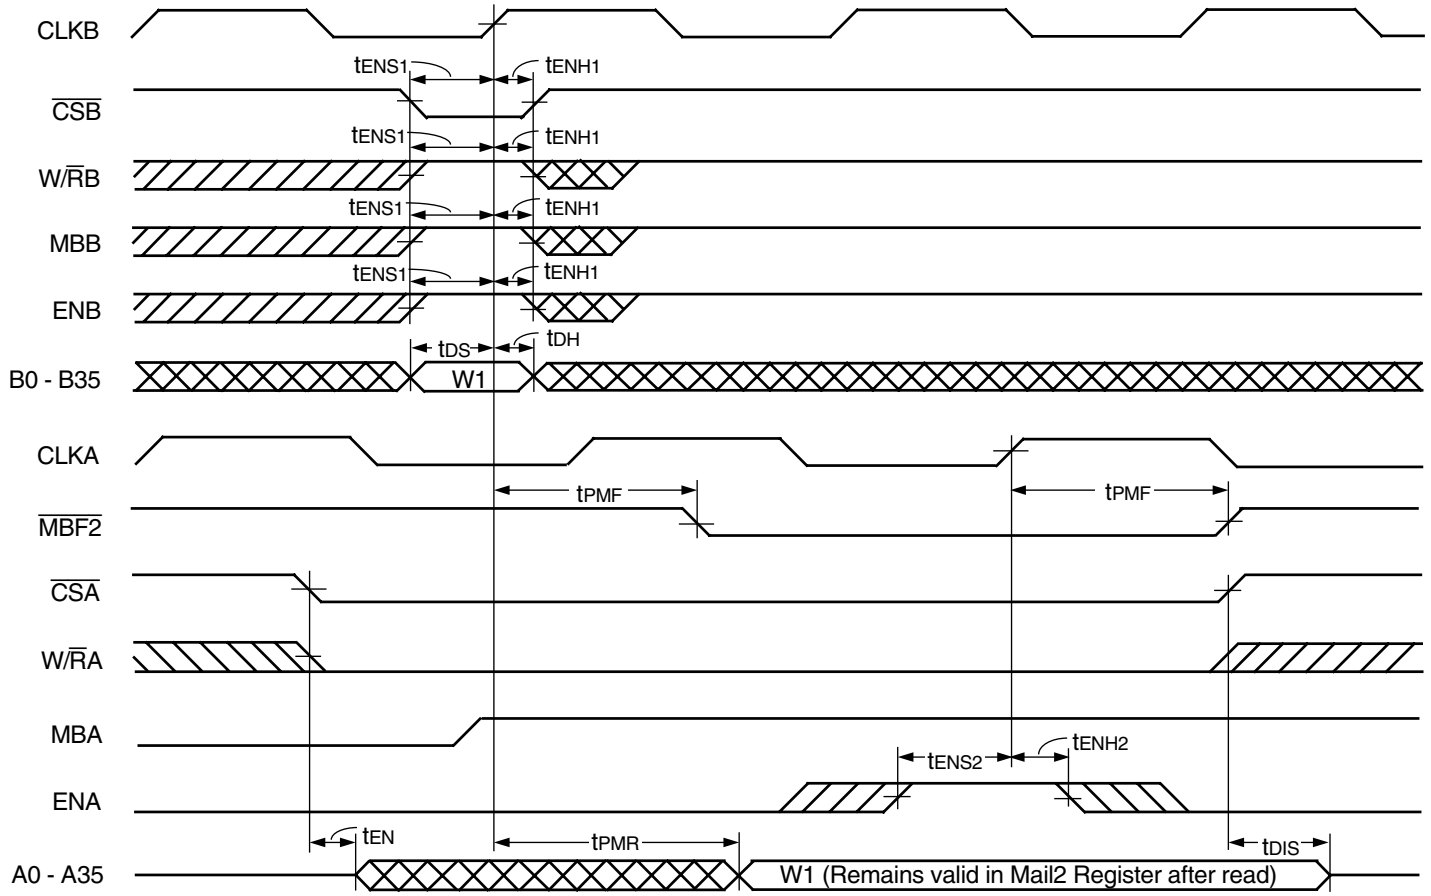 CLKB
tENS1 tENH1
CSB
tENS1 tENH1
W/RB
tENS1 tENH1
MBB
tENS1 tENH1
ENB
tDS tDH
B0 - B35 W1
CLKA
tPMF tPMF
MBF2
CSA
W/RA
MBA
tENS2 tENH2
ENA
tEN tPMR tDIS
A0 - A35 W1 (Remains valid in Mail2 Register after read)